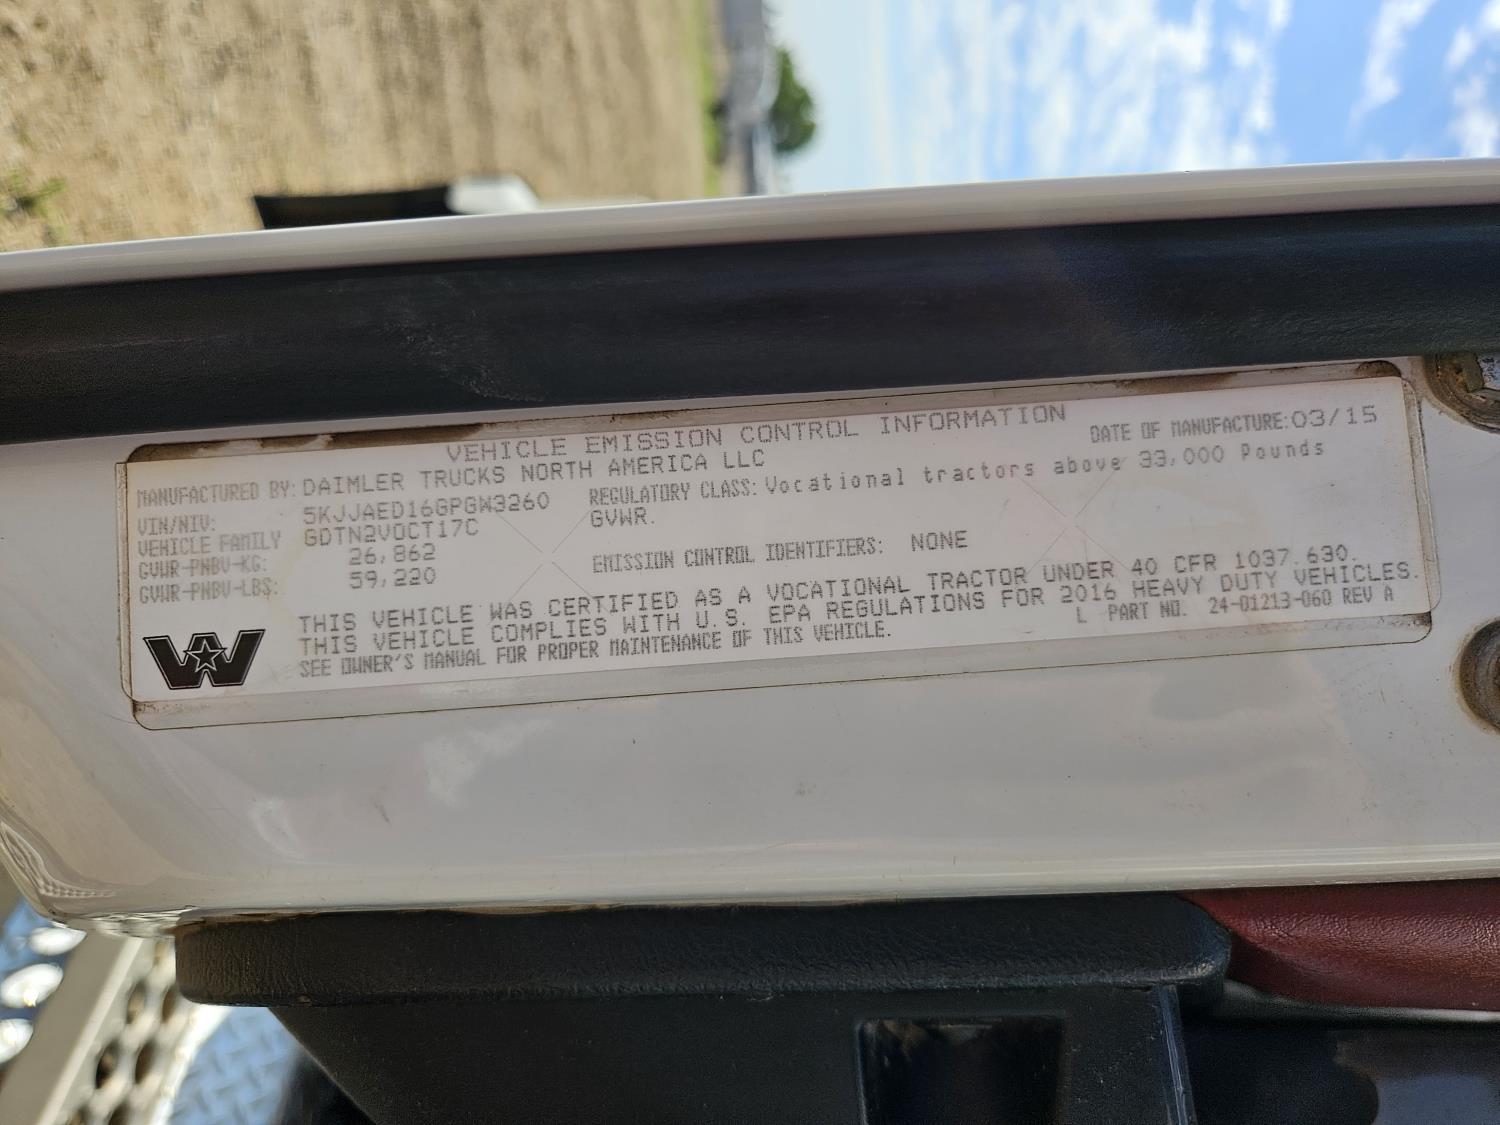 VEHICLE EMISSION CONTROL INFORMATION
MANUFACTURED BY: DAIMLER TRUCKS NORTH AMERICA LLC
DATE OF MANUFACTURE: 03/15
VIN/NIV: 5KJJAED16GPGW3260
VEHICLE FAMILY GDTN2VOCT17C
GVWR-PNBV-KG: 26,862
GVWR-PNBV-LBS: 59,220
REGULATORY CLASS: Vocational tractors above 33,000 Pounds
GVWR.
EMISSION CONTROL IDENTIFIERS: NONE
THIS VEHICLE WAS CERTIFIED AS A VOCATIONAL TRACTOR UNDER 40 CFR 1037.630.
THIS VEHICLE COMPLIES WITH U.S. EPA REGULATIONS FOR 2016 HEAVY DUTY VEHICLES.
SEE OWNER'S MANUAL FOR PROPER MAINTENANCE OF THIS VEHICLE.
L PART NO. 24-01213-060 REV A